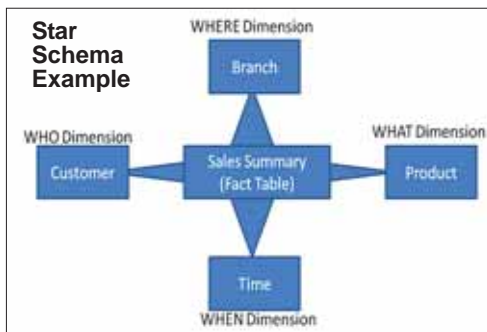 Star
Schema
Example
WHERE Dimension
Branch
WHO Dimension
Customer
Sales Summary
(Fact Table)
WHAT Dimension
Product
Time
WHEN Dimension